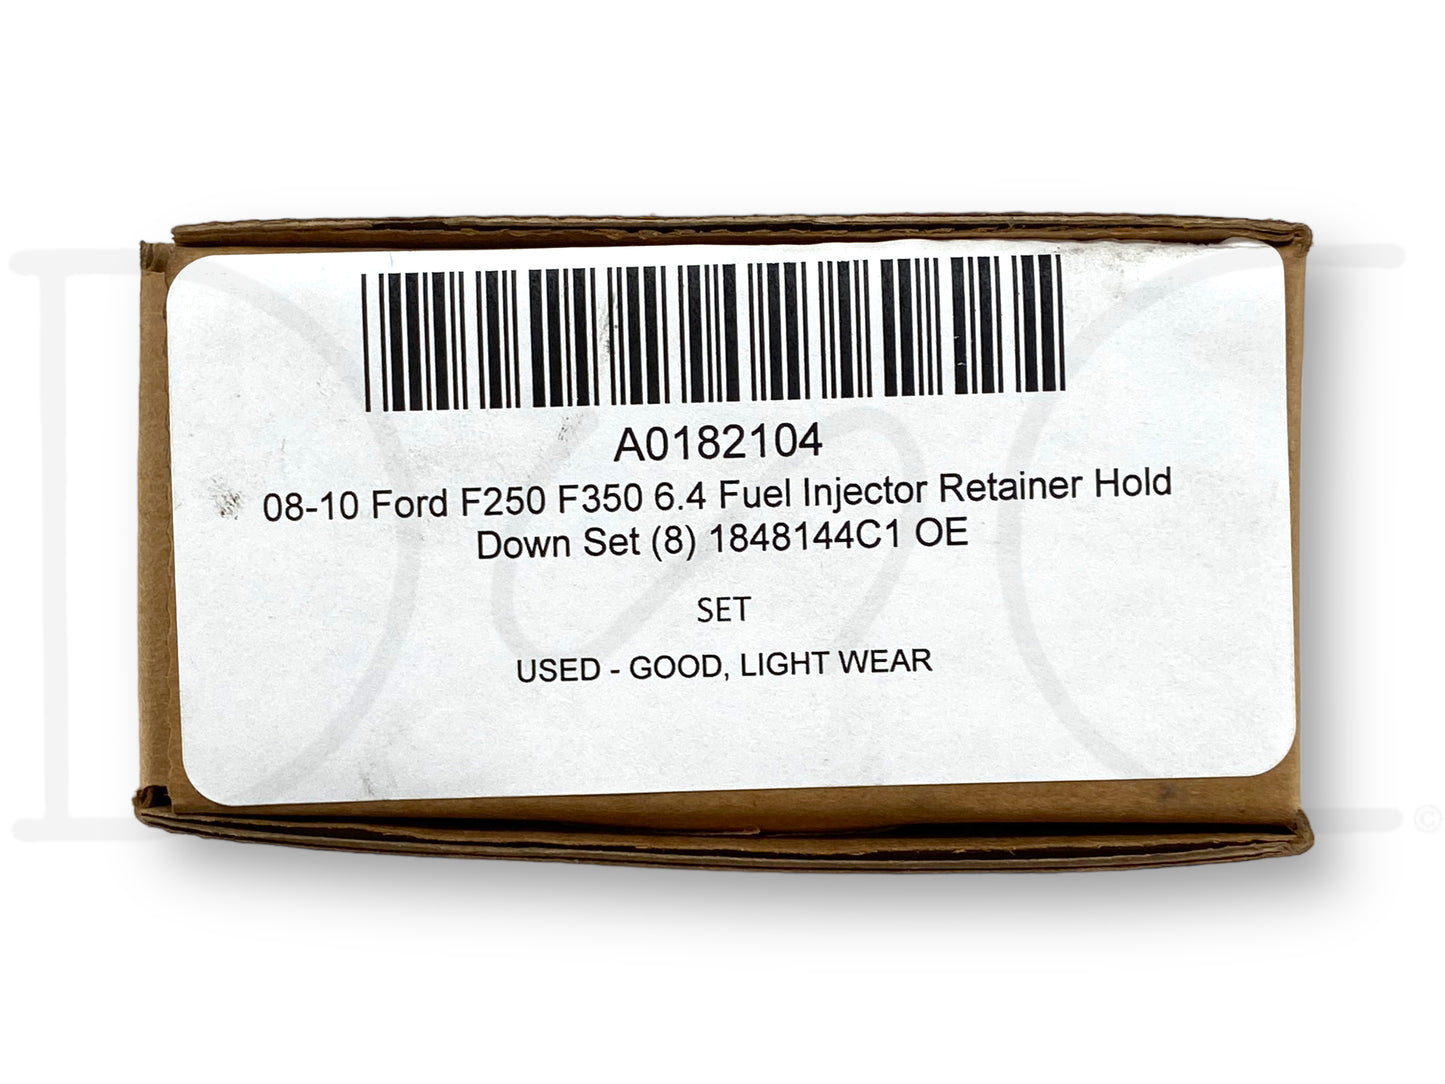 A0182104
08-10 Ford F250 F350 6.4 Fuel Injector Retainer Hold
Down Set (8) 1848144C1 OE
SET
USED - GOOD, LIGHT WEAR
©